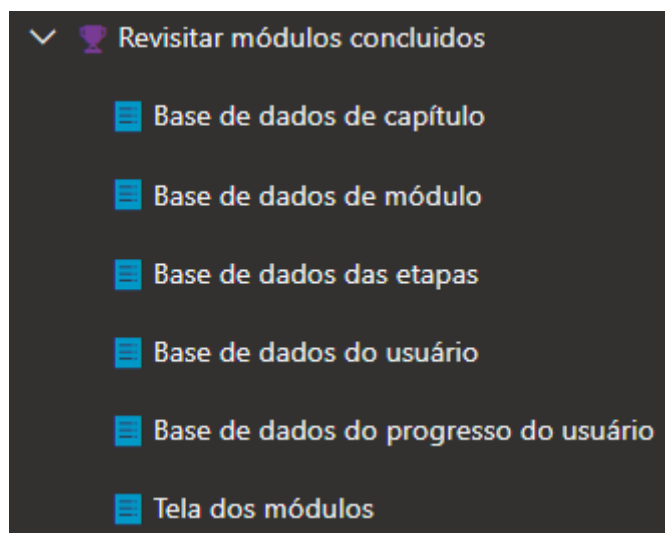 Revisitar módulos concluidos
Base de dados de capítulo
Base de dados de módulo
Base de dados das etapas
Base de dados do usuário
Base de dados do progresso do usuário
Tela dos módulos